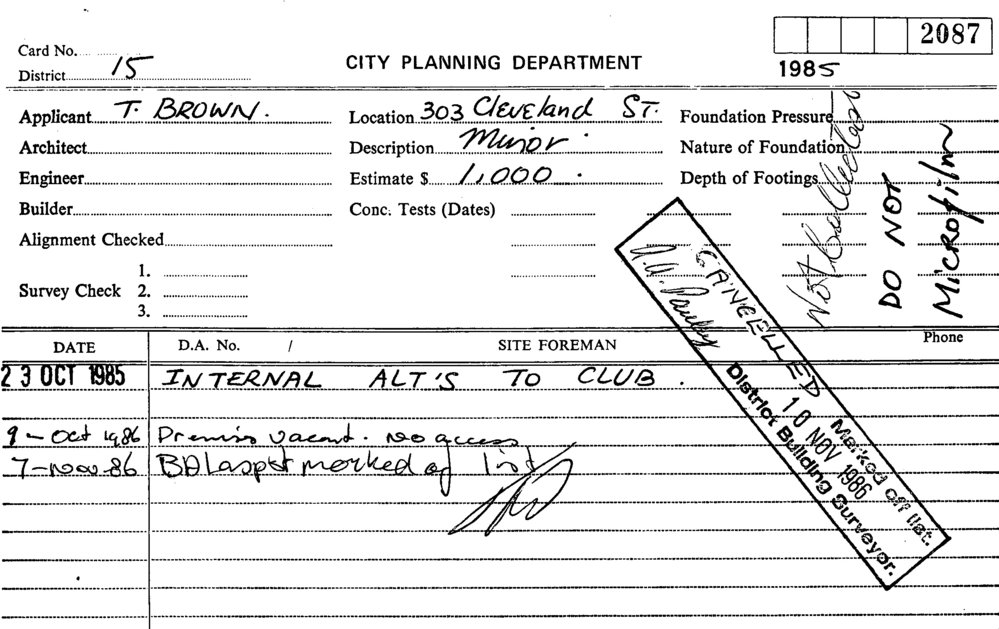 2087
Card No.
1985
District 15
CITY PLANNING DEPARTMENT
Applicant T. BROWN.
Location 303 Cleveland ST.
Foundation Pressure
Architect
Description Minor
Nature of Foundation
Engineer
Estimate $ 1,000.
Depth of Footings
Builder
Conc. Tests (Dates)
Alignment Checked
Survey Check
1.
2.
3.
DO NOT
Microfilm
CANCELLED
Marked off list.
10 NOV 1986
District Building Surveyor.
Phone
DATE
D.A. No. /
SITE FOREMAN
23 OCT 1985 INTERNAL ALT'S TO CLUB.
9 - Oct 1986 Premis vacant. No access
7-Nov. 86 marked of list